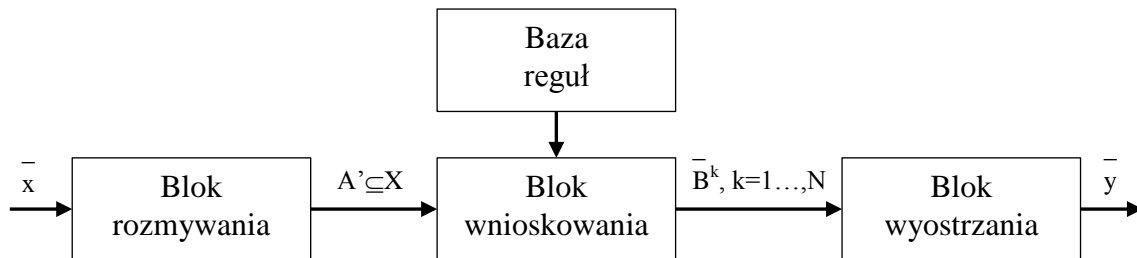 Baza
reguł
x̅
Blok
rozmywania
A’⊆X
Blok
wnioskowania
B̅ᵏ, k=1…,N
Blok
wyostrzania
y̅